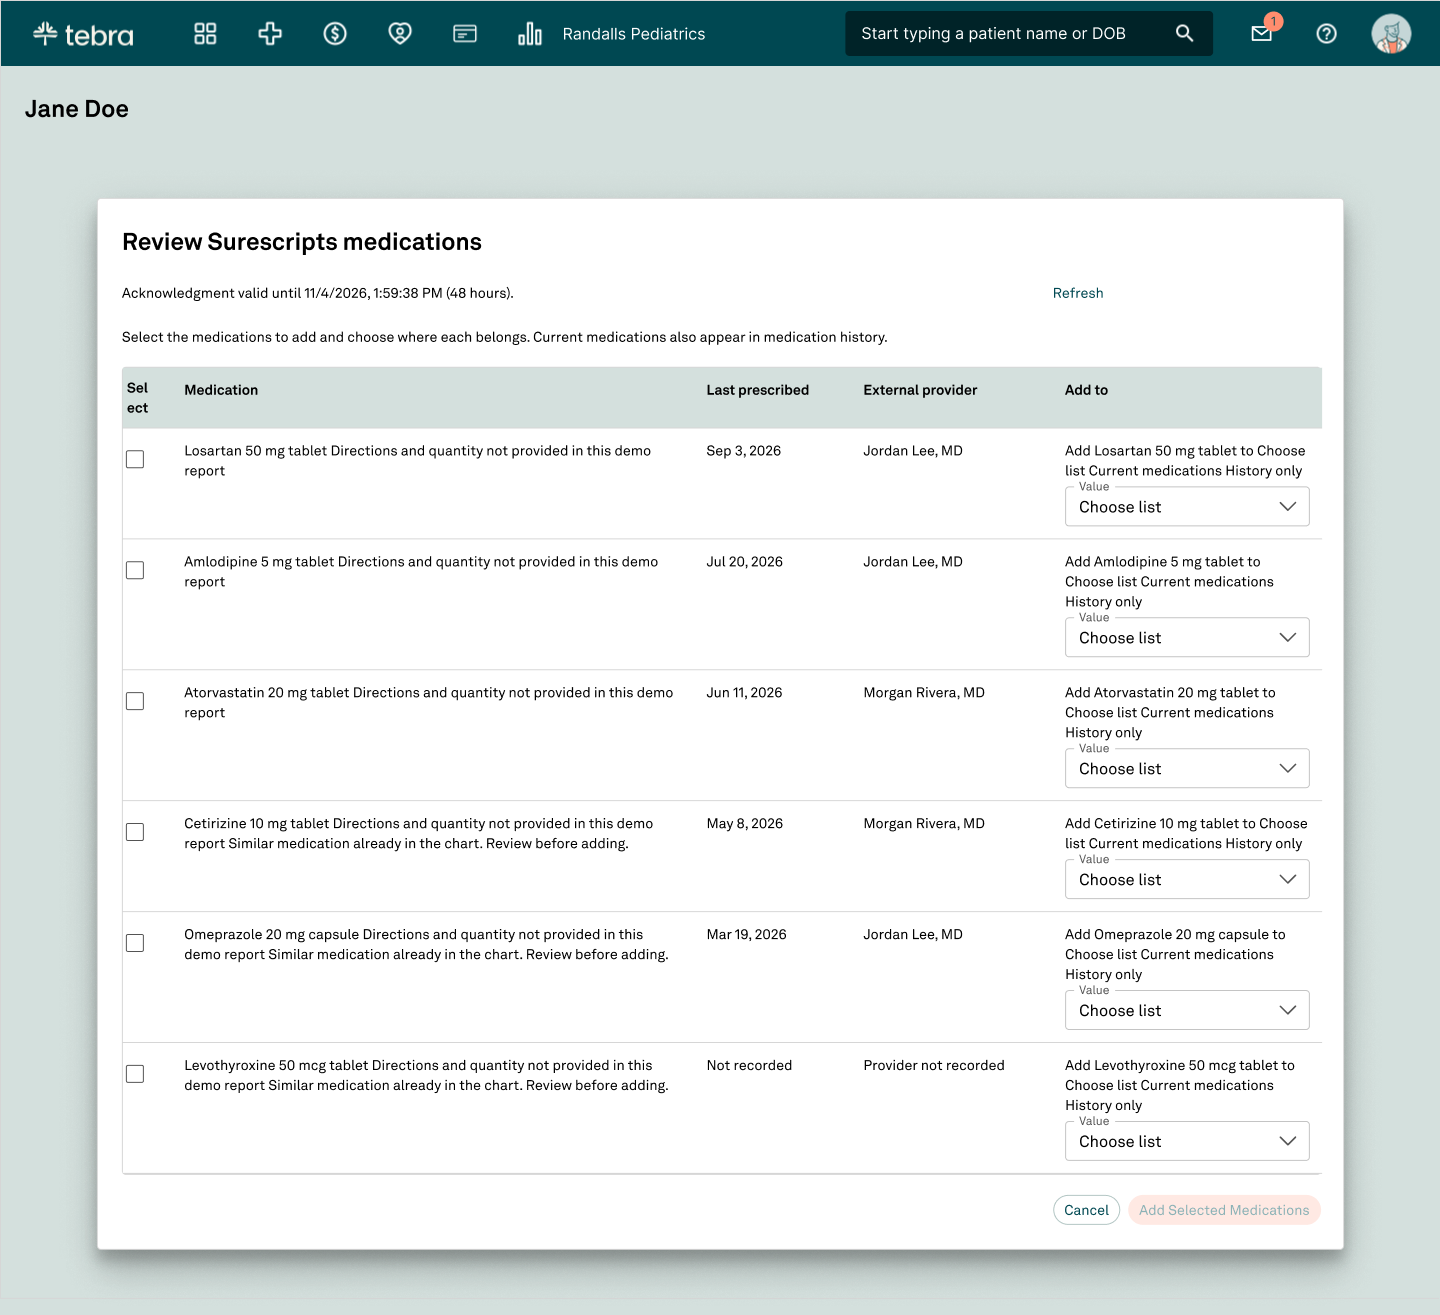 tebra
Randalls Pediatrics
Start typing a patient name or DOB
1
Jane Doe
Review Surescripts medications
Acknowledgment valid until 11/4/2026, 1:59:38 PM (48 hours).
Refresh
Select the medications to add and choose where each belongs. Current medications also appear in medication history.
Sel
ect
Medication
Last prescribed
External provider
Add to
Losartan 50 mg tablet Directions and quantity not provided in this demo
report
Sep 3, 2026
Jordan Lee, MD
Add Losartan 50 mg tablet to Choose
list Current medications History only
Value
Choose list
Amlodipine 5 mg tablet Directions and quantity not provided in this demo
report
Jul 20, 2026
Jordan Lee, MD
Add Amlodipine 5 mg tablet to
Choose list Current medications
History only
Value
Choose list
Atorvastatin 20 mg tablet Directions and quantity not provided in this demo
report
Jun 11, 2026
Morgan Rivera, MD
Add Atorvastatin 20 mg tablet to
Choose list Current medications
History only
Value
Choose list
Cetirizine 10 mg tablet Directions and quantity not provided in this demo
report Similar medication already in the chart. Review before adding.
May 8, 2026
Morgan Rivera, MD
Add Cetirizine 10 mg tablet to Choose
list Current medications History only
Value
Choose list
Omeprazole 20 mg capsule Directions and quantity not provided in this
demo report Similar medication already in the chart. Review before adding.
Mar 19, 2026
Jordan Lee, MD
Add Omeprazole 20 mg capsule to
Choose list Current medications
History only
Value
Choose list
Levothyroxine 50 mcg tablet Directions and quantity not provided in this
demo report Similar medication already in the chart. Review before adding.
Not recorded
Provider not recorded
Add Levothyroxine 50 mcg tablet to
Choose list Current medications
History only
Value
Choose list
Cancel
Add Selected Medications